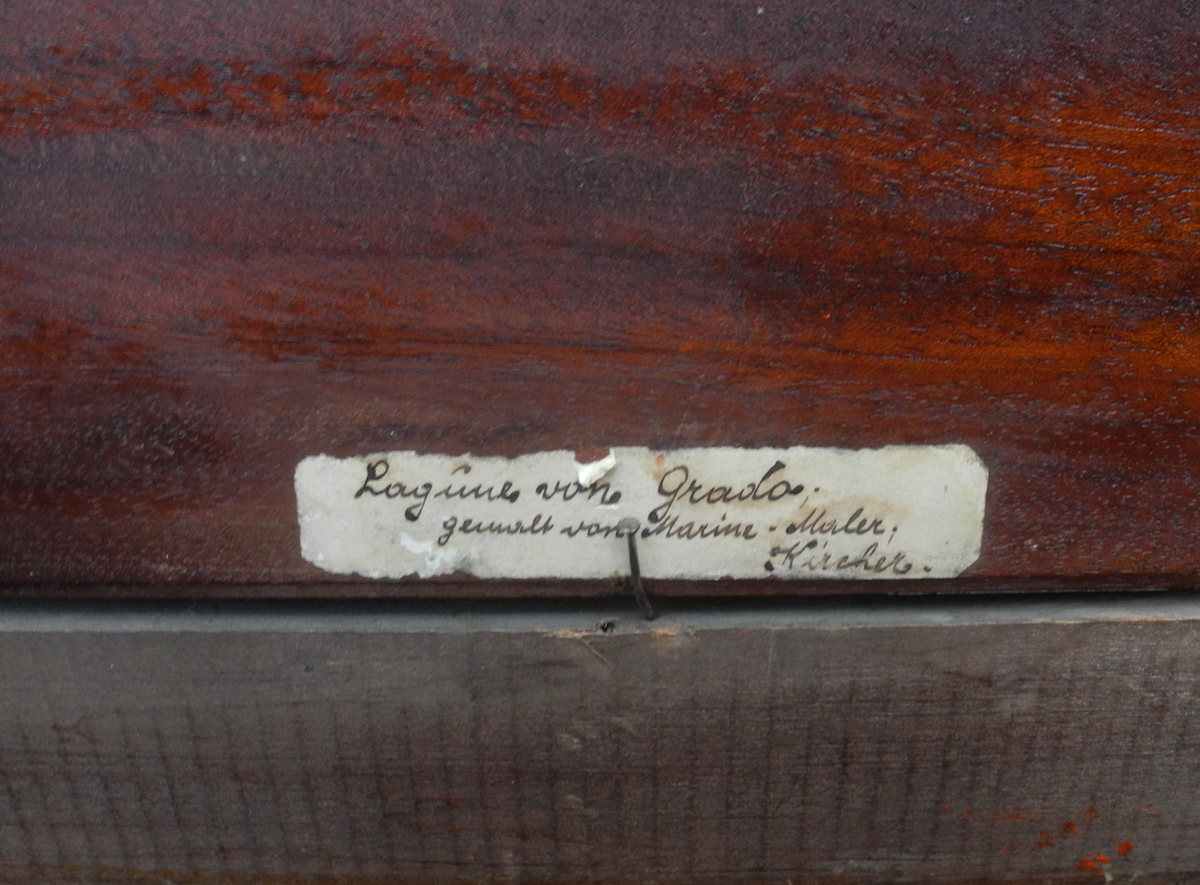 Lagune von Grado,
gemalt von Marine-Maler,
Kircher.